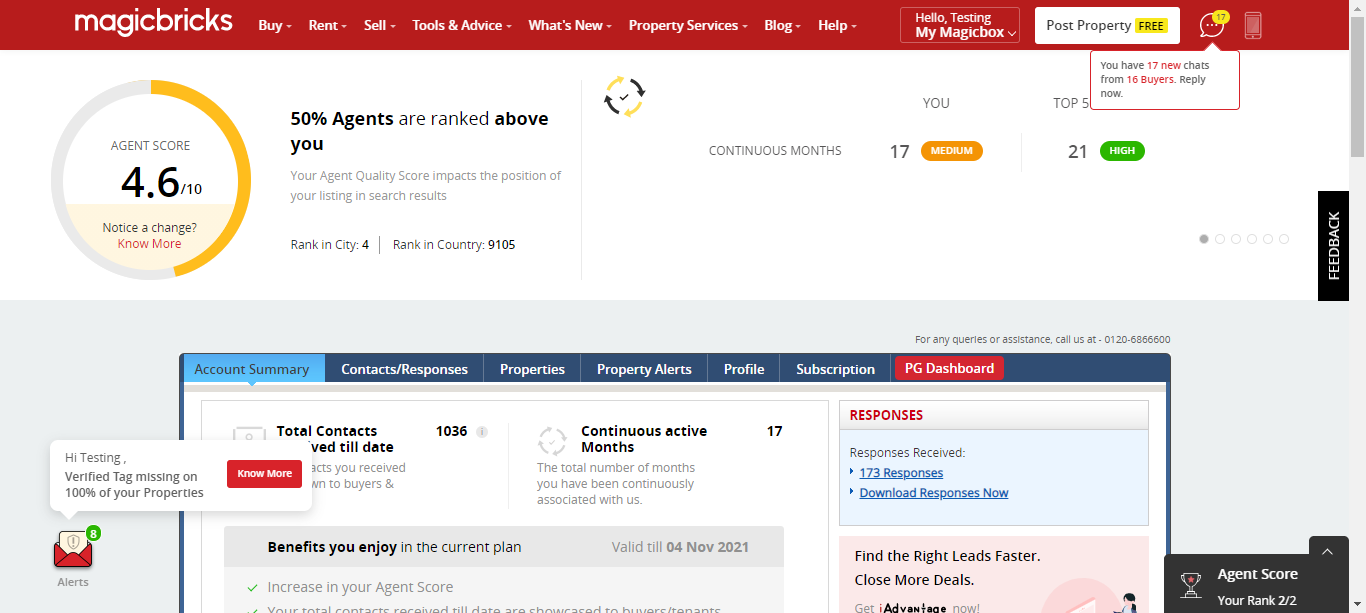 magicbricks
Buy Rent Sell Tools & Advice What's New Property Services Blog Help
Hello, Testing
My Magicbox
Post Property FREE
17
You have 17 new chats
from 16 Buyers. Reply
now.
AGENT SCORE
4.6/10
Notice a change?
Know More
50% Agents are ranked above
you
Your Agent Quality Score impacts the position of
your listing in search results
Rank in City: 4 Rank in Country: 9105
YOU TOP 5
CONTINUOUS MONTHS 17 MEDIUM 21 HIGH
FEEDBACK
For any queries or assistance, call us at - 0120-6866600
Account Summary Contacts/Responses Properties Property Alerts Profile Subscription PG Dashboard
Total Contacts 1036
ved till date
acts you received
wn to buyers &
Continuous active 17
Months
The total number of months
you have been continuously
associated with us.
Benefits you enjoy in the current plan Valid till 04 Nov 2021
Increase in your Agent Score
Your total contacts received till date are showcased to buyers/tenants
RESPONSES
Responses Received:
173 Responses
Download Responses Now
Find the Right Leads Faster.
Close More Deals.
Get iAdvantage now!
Hi Testing ,
Verified Tag missing on
100% of your Properties
Know More
8
Alerts
Agent Score
Your Rank 2/2